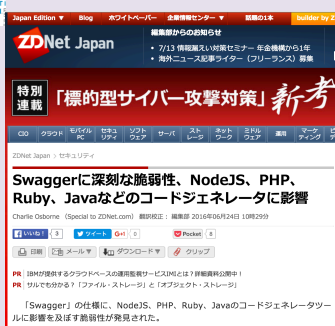 Japan Edition ▼ Blog ホワイトペーパー 企業情報センター ▼ 話題の1本 builder by Z
ZDNet Japan
編集部からのお知らせ
・7/13 情報漏えい対策セミナー 年金機構から1年
・海外ニュース記事ライター（フリーランス）募集
特別連載 「標的型サイバー攻撃対策」新考
CIO クラウド モバイルPC セキュリティ ソフトウェア サーバ ストレージ ネットワーク ミドルウェア 運用 マーケティング
ZDNet Japan > セキュリティ
Swaggerに深刻な脆弱性、NodeJS、PHP、
Ruby、Javaなどのコードジェネレータに影響
Charlie Osborne （Special to ZDNet.com） 翻訳校正： 編集部 2016年06月24日 10時29分
いいね！ 3 ツイート G+1 0 Pocket 8
印刷 メール ▼ ダウンロード ▼ クリップ
PR IBMが提供するクラウドベースの運用監視サービスIMIとは？詳細資料公開中！
PR サルでも分かる？「ファイル・ストレージ」と「オブジェクト・ストレージ」
「Swagger」の仕様に、NodeJS、PHP、Ruby、Javaのコードジェネレータツー
ルに影響を及ぼす脆弱性が発見された。